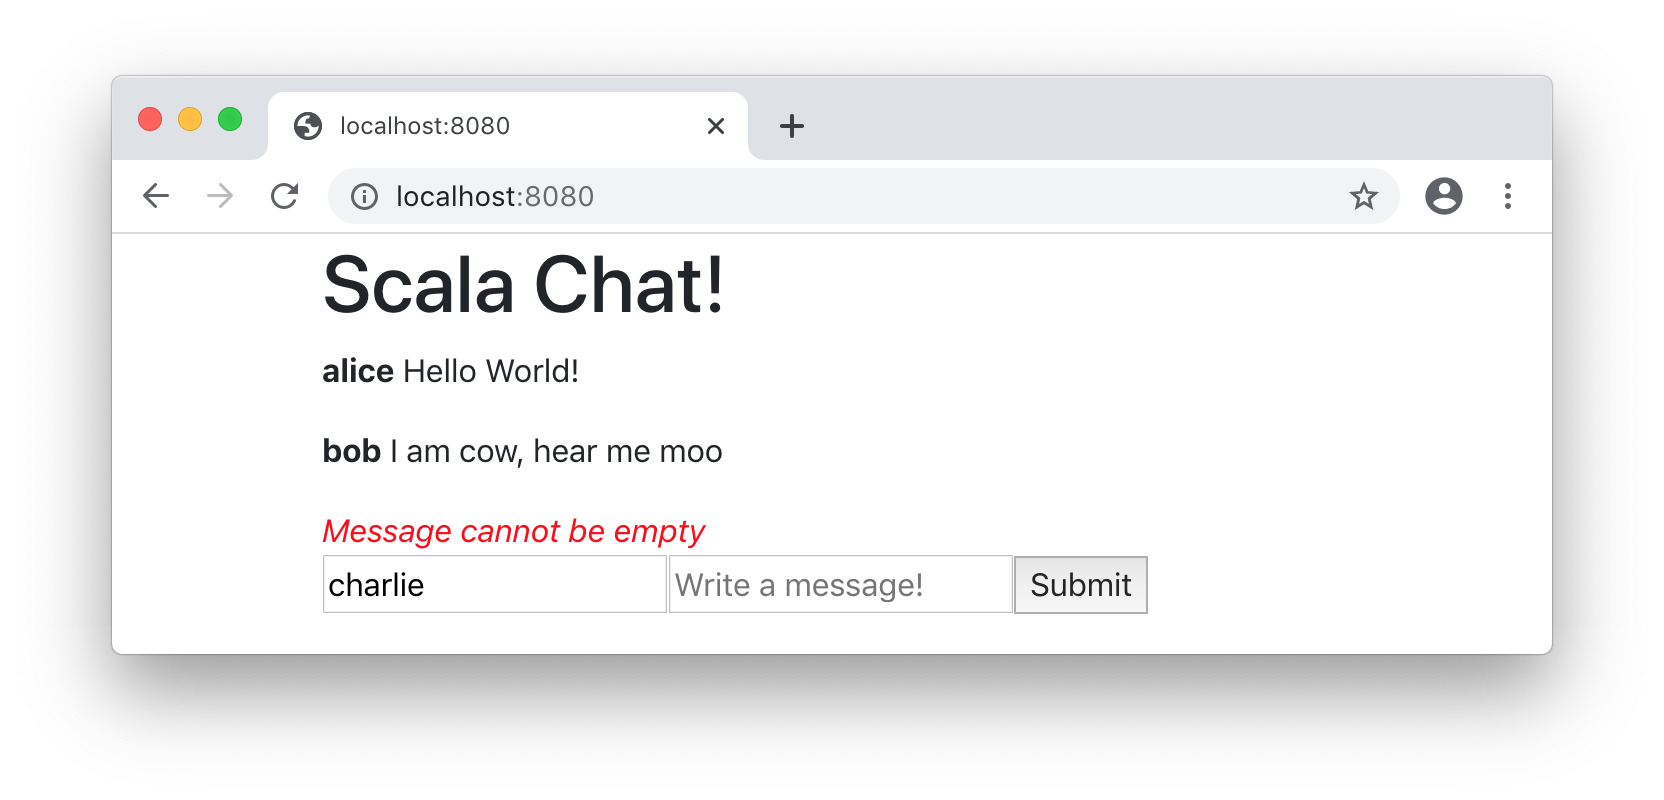 localhost:8080
localhost:8080
Scala Chat!
alice Hello World!
bob I am cow, hear me moo
Message cannot be empty
charlie Write a message! Submit